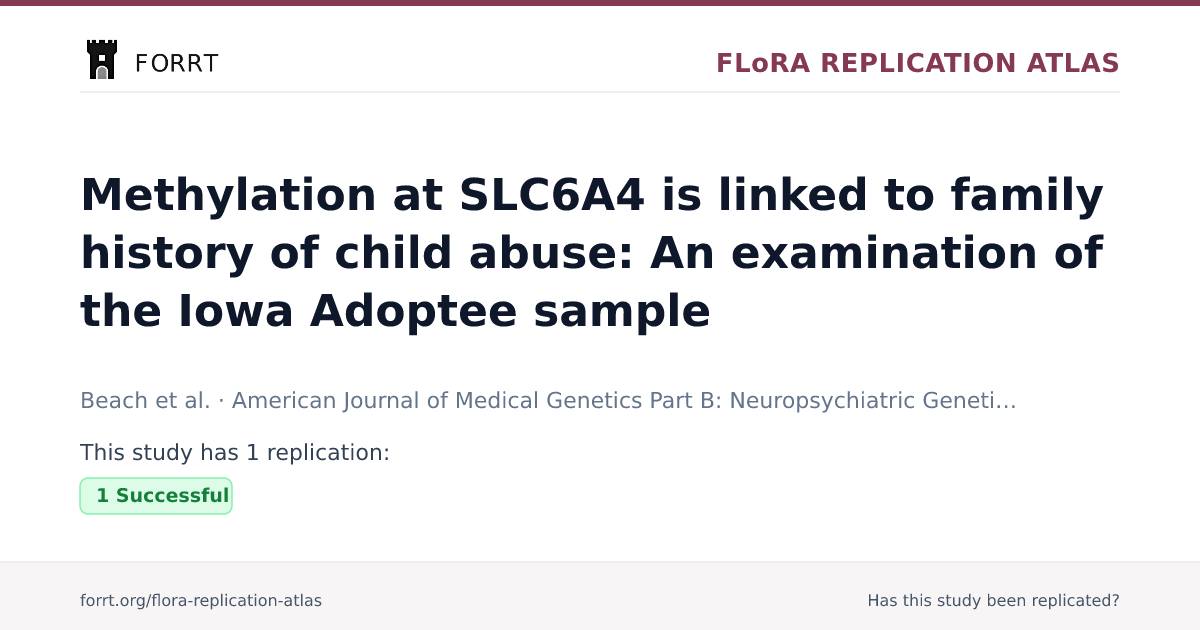 FORRT
FLoRA REPLICATION ATLAS
Methylation at SLC6A4 is linked to family
history of child abuse: An examination of
the Iowa Adoptee sample
Beach et al. · American Journal of Medical Genetics Part B: Neuropsychiatric Geneti…
This study has 1 replication:
1 Successful
forrt.org/flora-replication-atlas
Has this study been replicated?